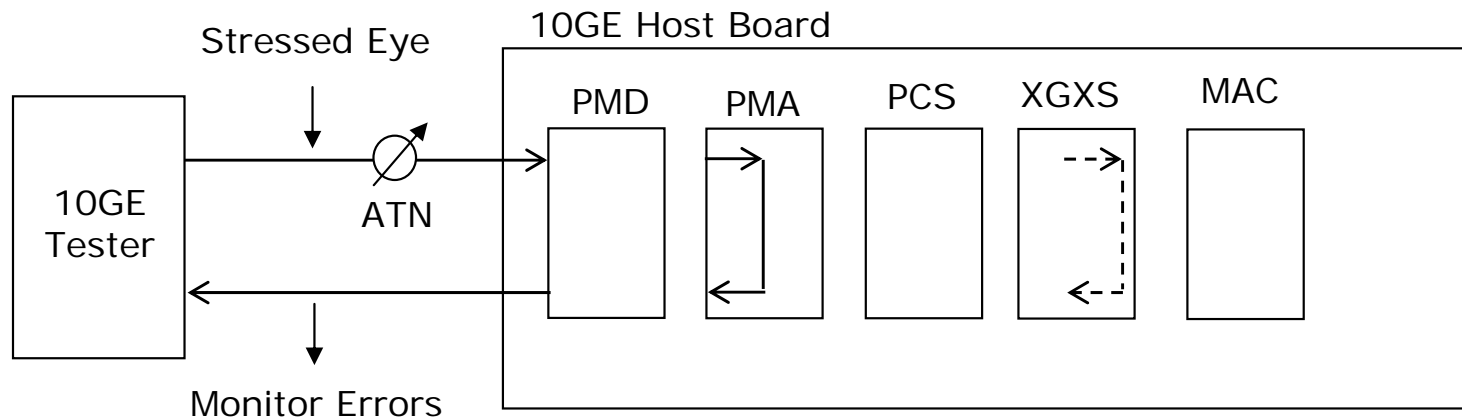 10GE Host Board
Stressed Eye
PMD
PMA
PCS
XGXS
MAC
10GE
Tester
ATN
Monitor Errors